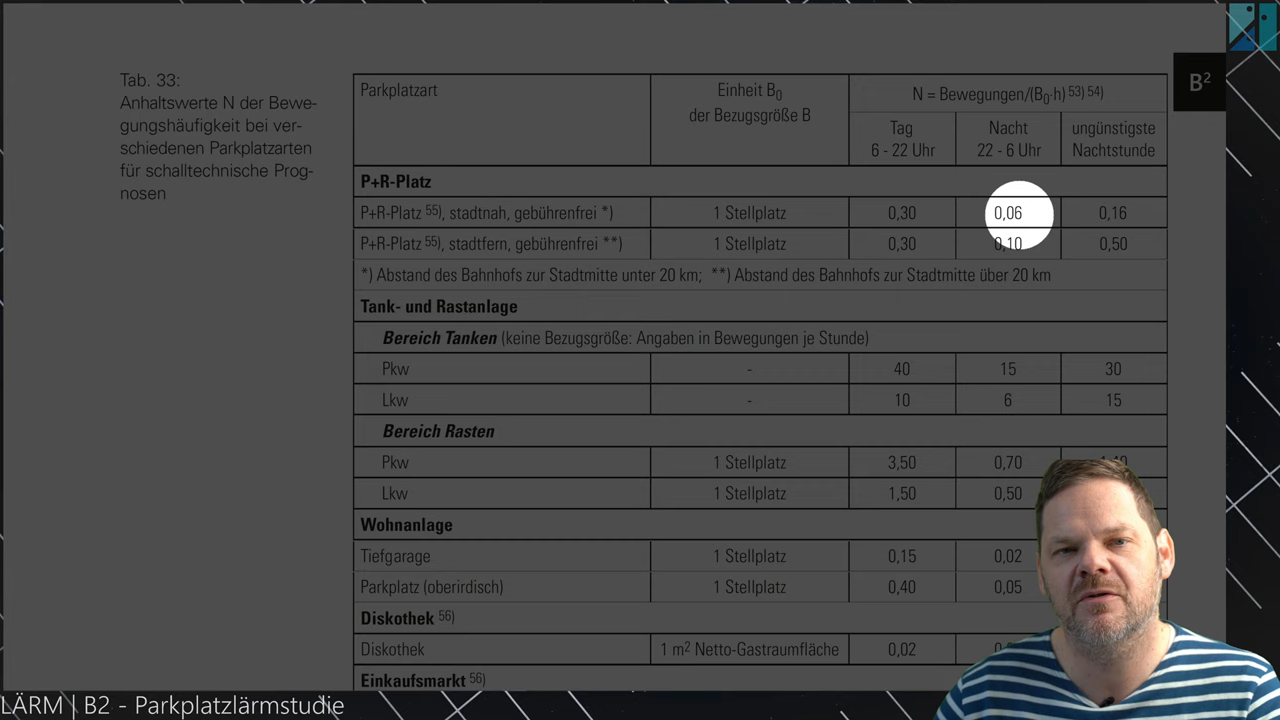 Tab. 33:
Anhaltswerte N der Bewe-
gungshäufigkeit bei ver-
schiedenen Parkplatzarten
für schalltechnische Prog-
nosen
Parkplatzart
Einheit B0
der Bezugsgröße B
N = Bewegungen/(B0·h) 53) 54)
Tag
6 - 22 Uhr
Nacht
22 - 6 Uhr
ungünstigste
Nachtstunde
B²
P+R-Platz
P+R-Platz 55), stadtnah, gebührenfrei *) 1 Stellplatz 0,30 0,06 0,16
P+R-Platz 55), stadtfern, gebührenfrei **) 1 Stellplatz 0,30 0,10 0,50
*) Abstand des Bahnhofs zur Stadtmitte unter 20 km; **) Abstand des Bahnhofs zur Stadtmitte über 20 km
Tank- und Rastanlage
Bereich Tanken (keine Bezugsgröße: Angaben in Bewegungen je Stunde)
Pkw - 40 15 30
Lkw - 10 6 15
Bereich Rasten
Pkw 1 Stellplatz 3,50 0,70
Lkw 1 Stellplatz 1,50 0,50
Wohnanlage
Tiefgarage 1 Stellplatz 0,15 0,02
Parkplatz (oberirdisch) 1 Stellplatz 0,40 0,05
Diskothek 56)
Diskothek 1 m² Netto-Gastraumfläche 0,02
Einkaufsmarkt 56)
LÄRM | B2 - Parkplatzlärmstudie